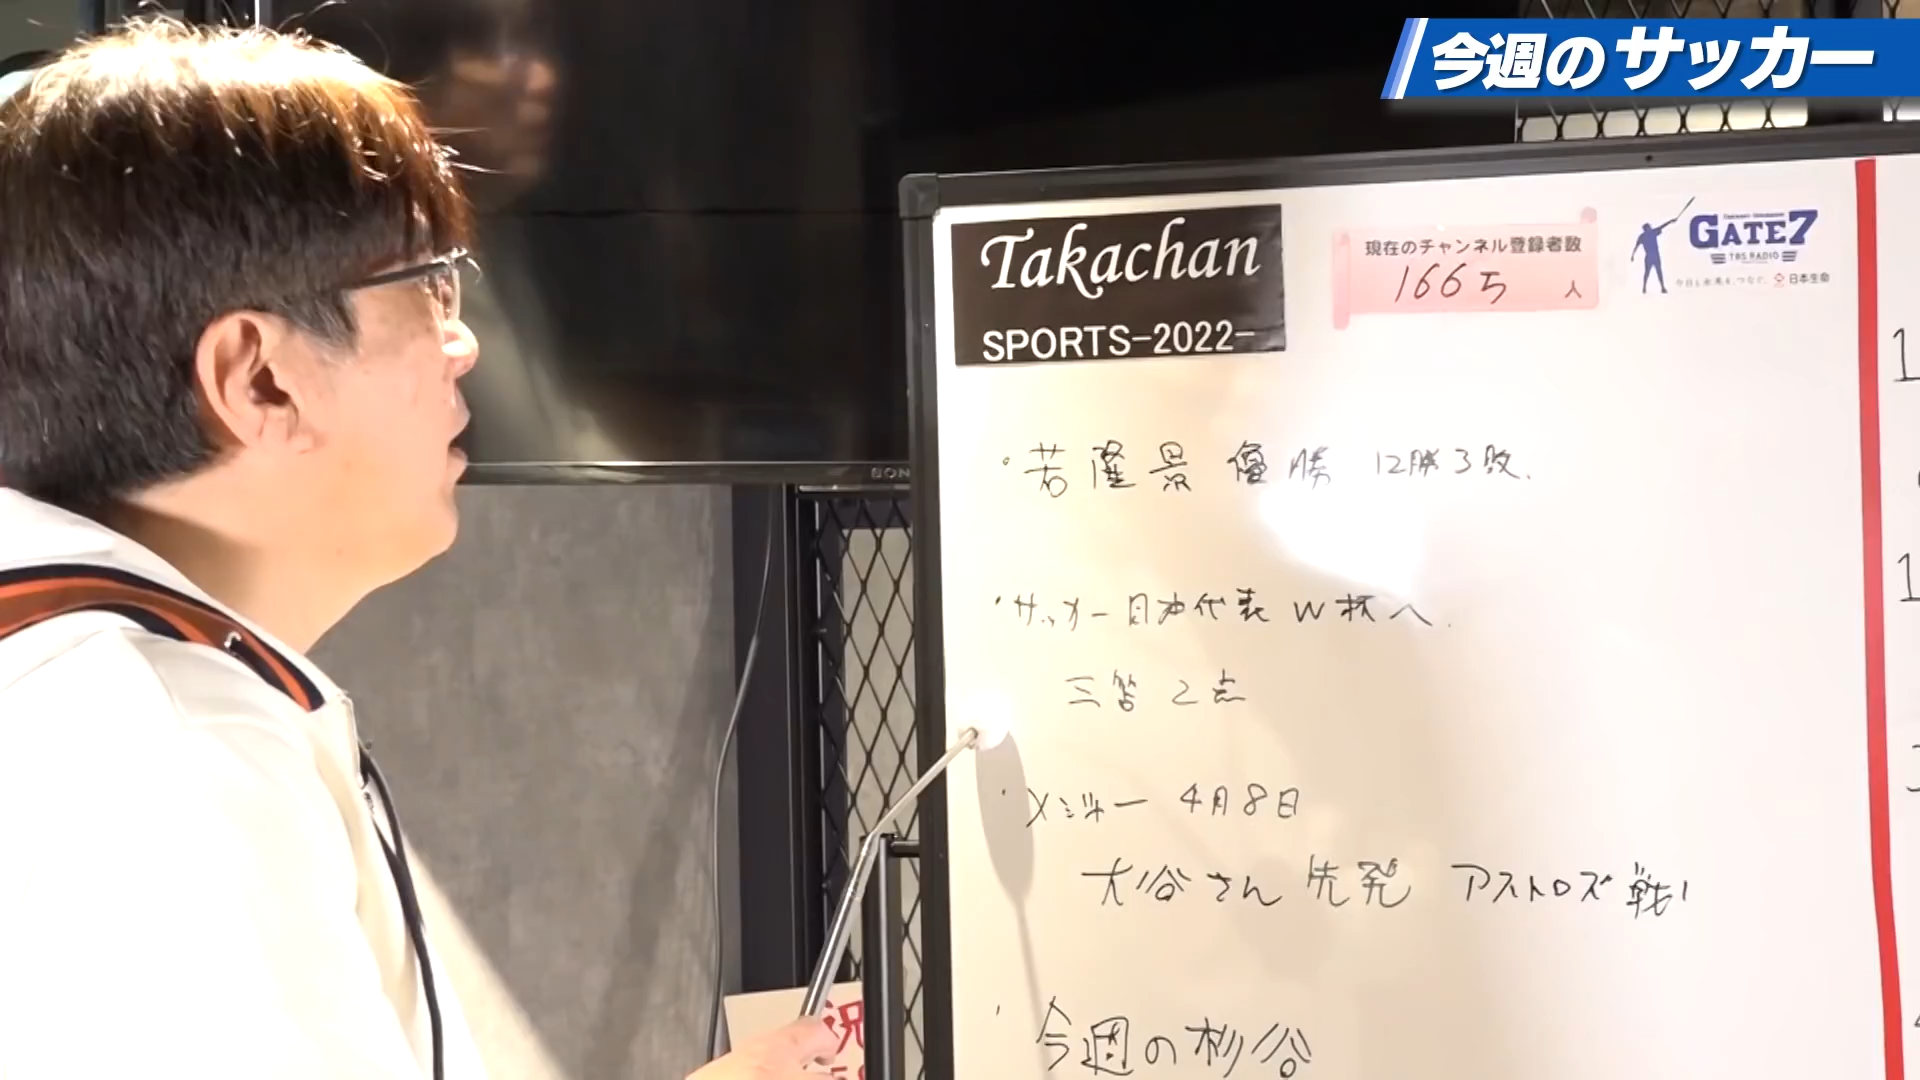 今週のサッカー
Takachan
SPORTS-2022-
現在のチャンネル登録者数
166万人
GATE7
TBS RADIO
日本生命
・若隆景 優勝 12勝3敗.
・サッカー日本代表 W杯へ.
三笘 2点
・メジャー 4月8日
大谷さん 先発 アストロズ戦!
・今週の杉谷
SON
祝